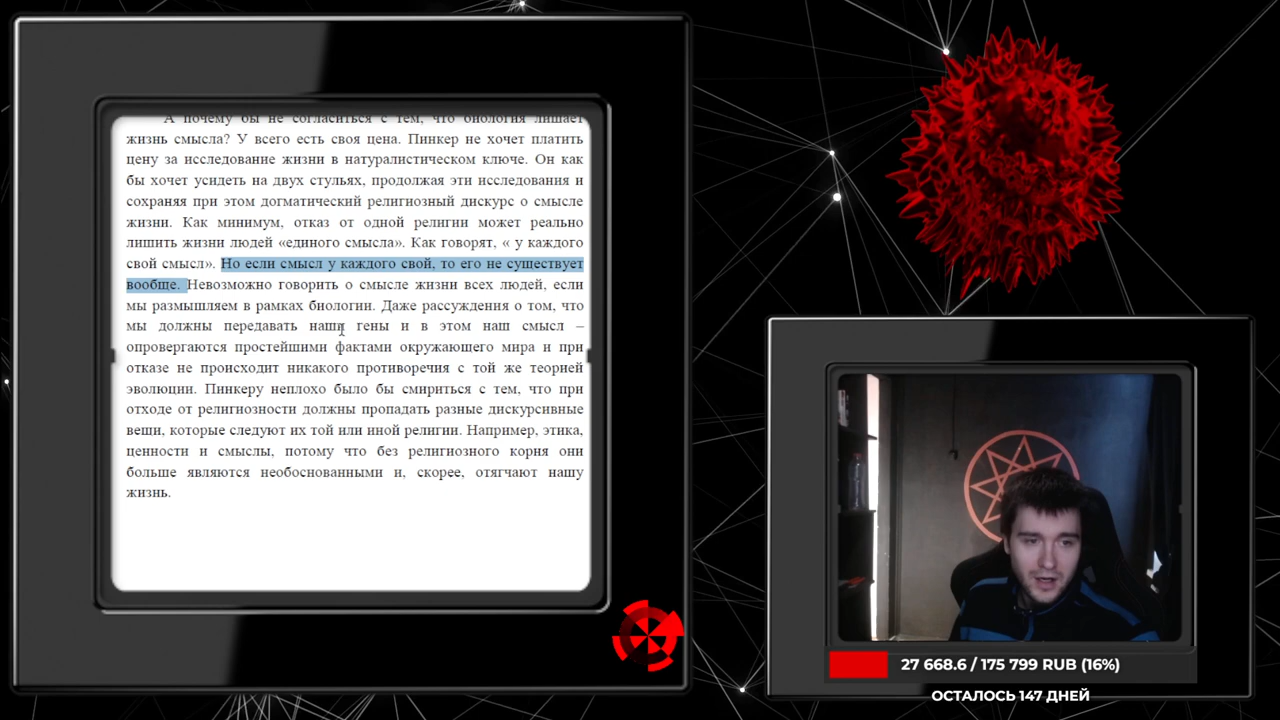 А почему бы не согласиться с тем, что биология лишает
жизнь смысла? У всего есть своя цена. Пинкер не хочет платить
цену за исследование жизни в натуралистическом ключе. Он как
бы хочет усидеть на двух стульях, продолжая эти исследования и
сохраняя при этом догматический религиозный дискурс о смысле
жизни. Как минимум, отказ от одной религии может реально
лишить жизни людей «единого смысла». Как говорят, « у каждого
свой смысл». Но если смысл у каждого свой, то его не существует
вообще. Невозможно говорить о смысле жизни всех людей, если
мы размышляем в рамках биологии. Даже рассуждения о том, что
мы должны передавать наши гены и в этом наш смысл –
опровергаются простейшими фактами окружающего мира и при
отказе не происходит никакого противоречия с той же теорией
эволюции. Пинкеру неплохо было бы смириться с тем, что при
отходе от религиозности должны пропадать разные дискурсивные
вещи, которые следуют их той или иной религии. Например, этика,
ценности и смыслы, потому что без религиозного корня они
больше являются необоснованными и, скорее, отягчают нашу
жизнь.
27 668.6 / 175 799 RUB (16%)
ОСТАЛОСЬ 147 ДНЕЙ